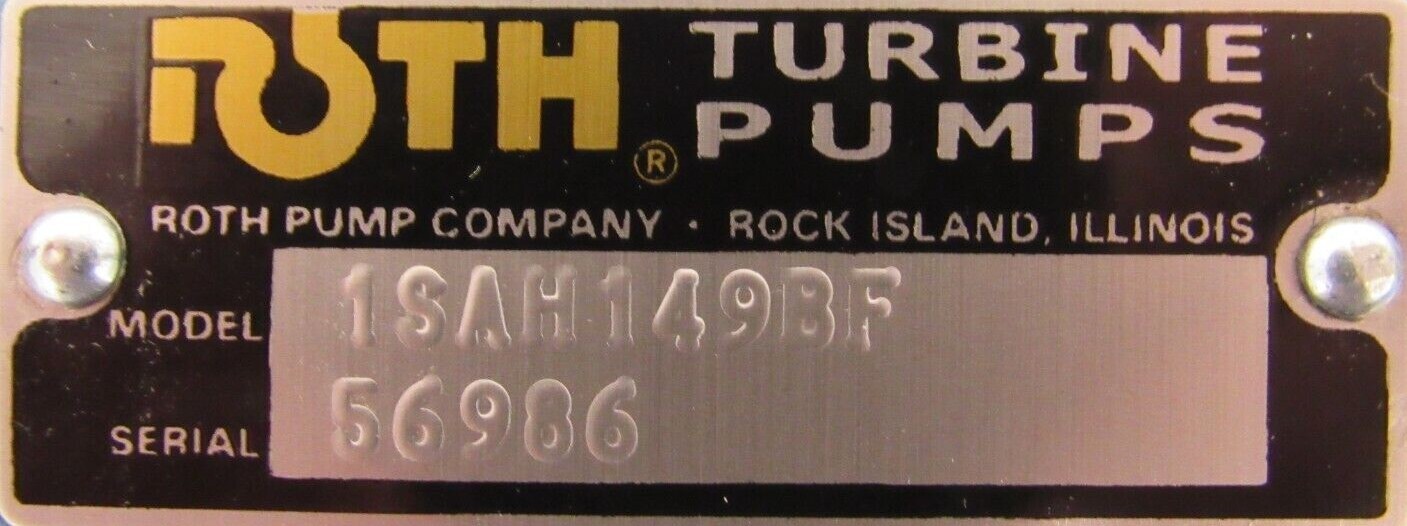 ROTH® TURBINE
PUMPS
ROTH PUMP COMPANY · ROCK ISLAND, ILLINOIS
MODEL 1SAH149BF
SERIAL 56986